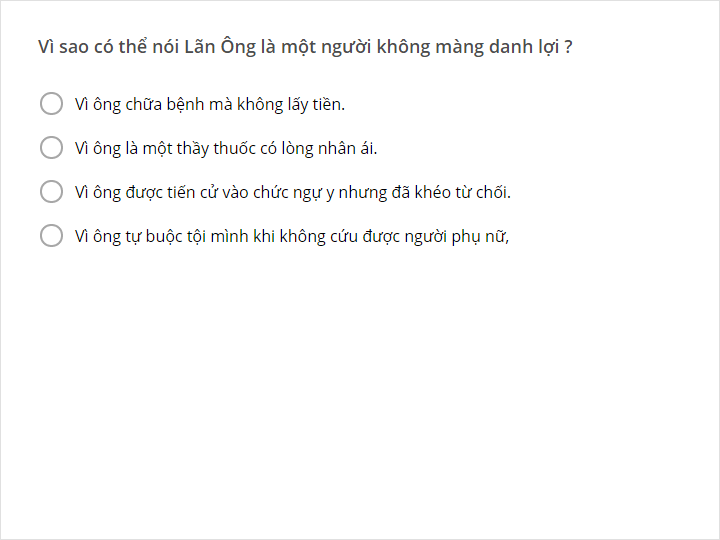 Vì sao có thể nói Lãn Ông là một người không màng danh lợi ?
Vì ông chữa bệnh mà không lấy tiền.
Vì ông là một thầy thuốc có lòng nhân ái.
Vì ông được tiến cử vào chức ngự y nhưng đã khéo từ chối.
Vì ông tự buộc tội mình khi không cứu được người phụ nữ,